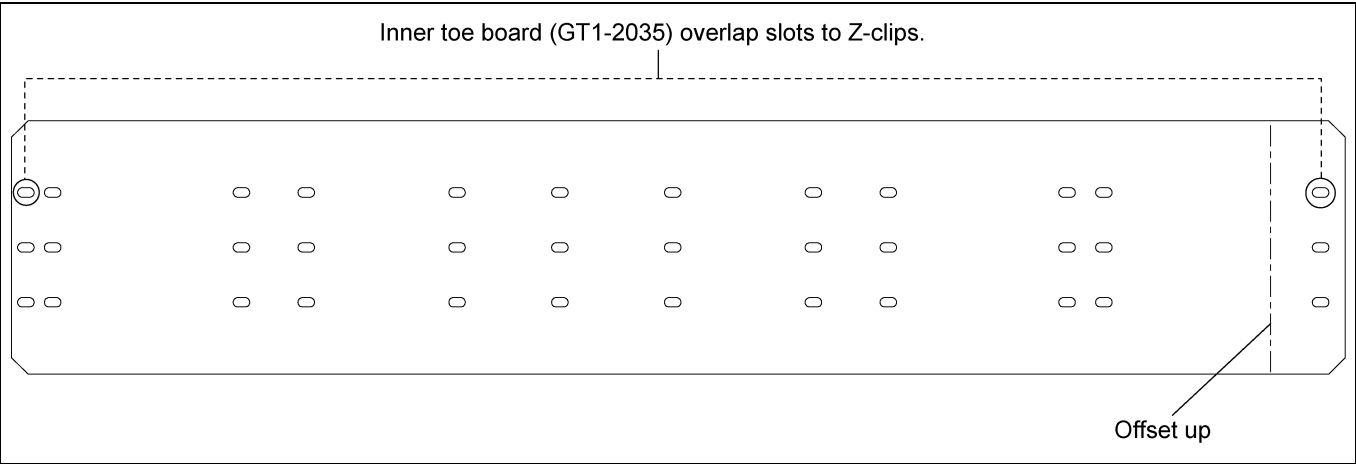 Inner toe board (GT1-2035) overlap slots to Z-clips.
Offset up